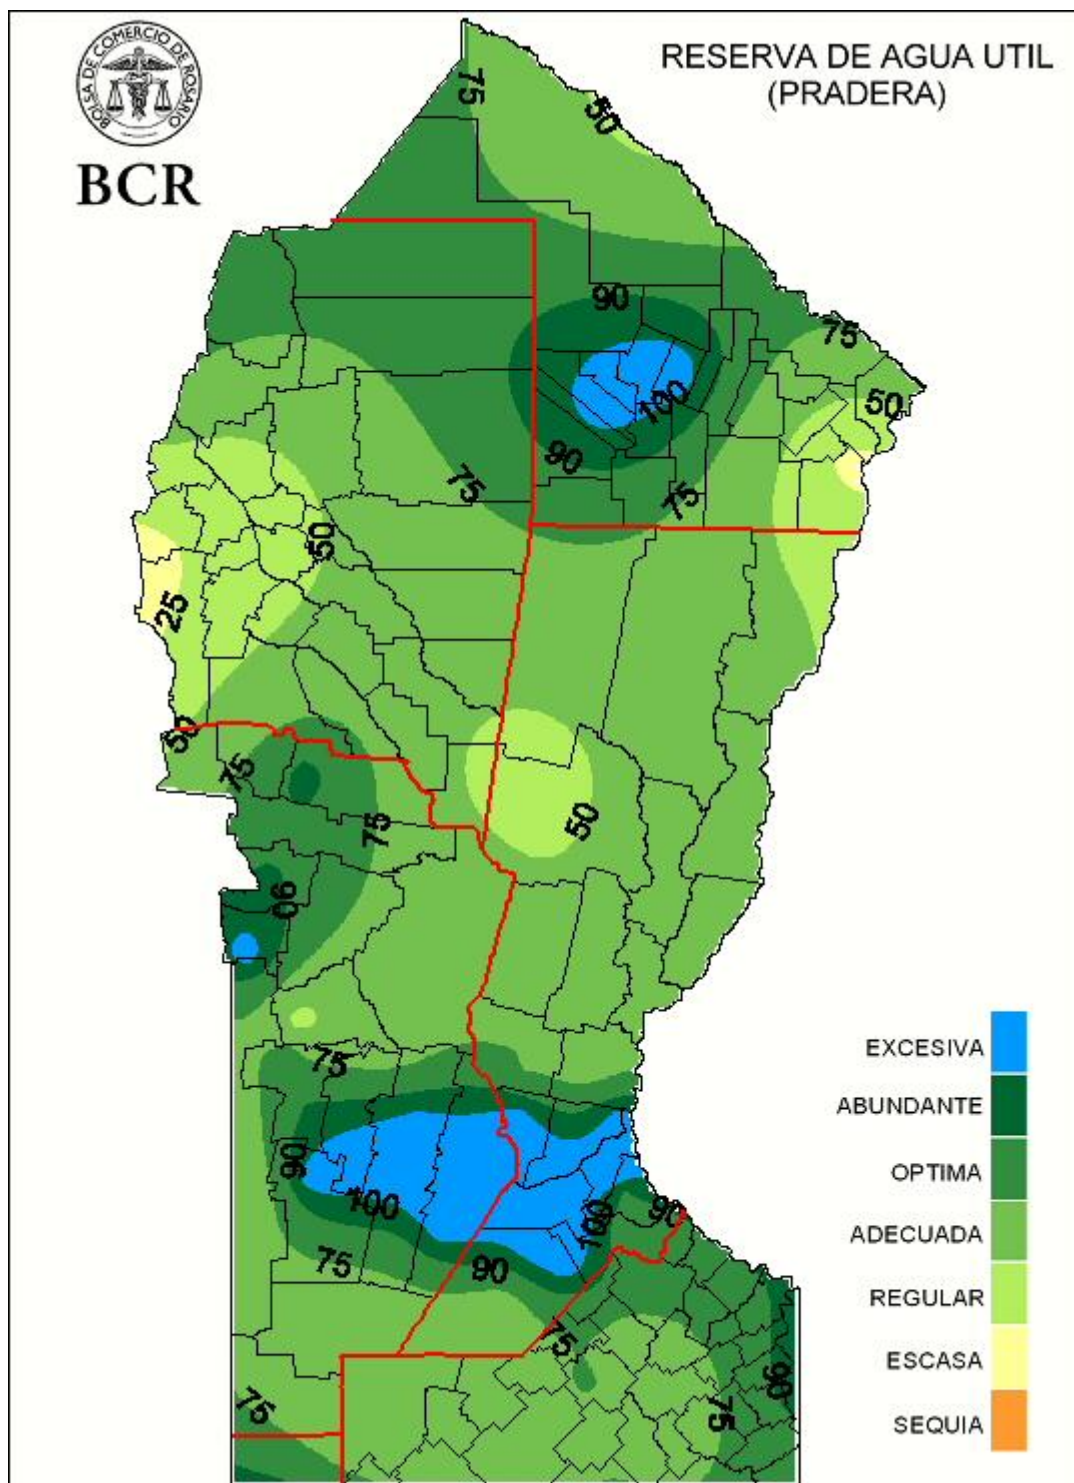 BOLSA DE COMERCIO DE ROSARIO
BCR
RESERVA DE AGUA UTIL
(PRADERA)
75
50
90
75
100
50
90
75
75
50
25
50
75
75
50
90
75
90
100
100
90
90
75
75
90
75
75
EXCESIVA
ABUNDANTE
OPTIMA
ADECUADA
REGULAR
ESCASA
SEQUIA